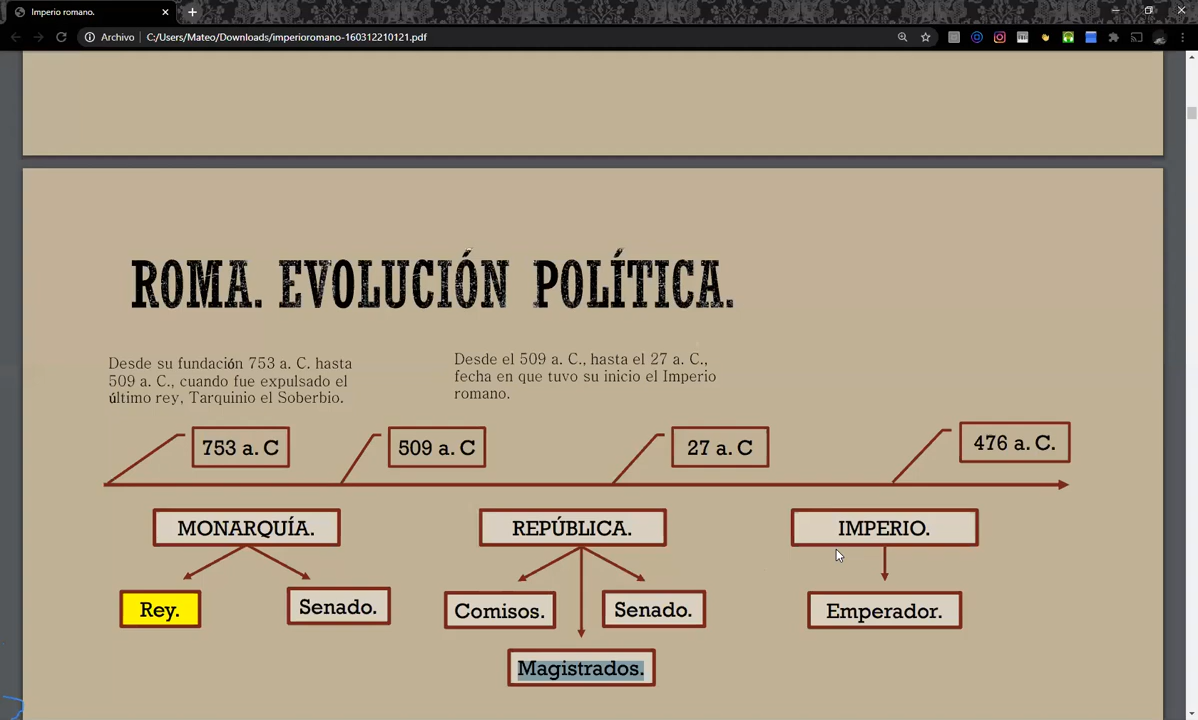 Imperio romano.
Archivo
C:/Users/Mateo/Downloads/imperioromano-160312210121.pdf
ROMA. EVOLUCIÓN POLÍTICA.
Desde su fundación 753 a. C. hasta
509 a. C., cuando fue expulsado el
último rey, Tarquinio el Soberbio.
Desde el 509 a. C., hasta el 27 a. C.,
fecha en que tuvo su inicio el Imperio
romano.
753 a. C
509 a. C
27 a. C
476 a. C.
MONARQUÍA.
REPÚBLICA.
IMPERIO.
Rey.
Senado.
Comisos.
Senado.
Emperador.
Magistrados.